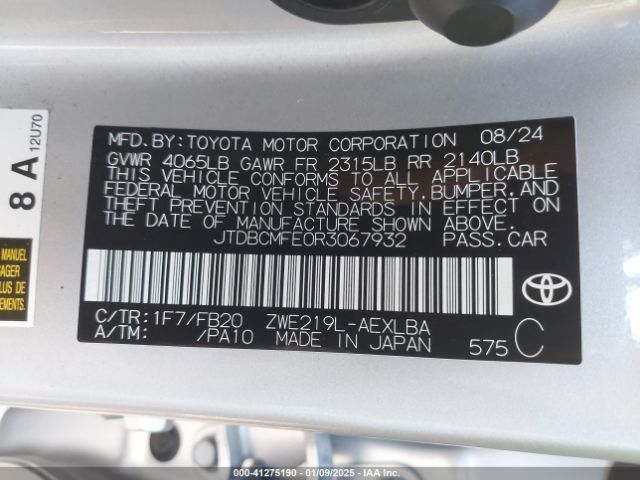 MFD.BY:TOYOTA MOTOR CORPORATION 08/24
GVWR 4065LB GAWR FR 2315LB RR 2140LB
THIS VEHICLE CONFORMS TO ALL APPLICABLE
FEDERAL MOTOR VEHICLE SAFETY,BUMPER,AND
THEFT PREVENTION STANDARDS IN EFFECT ON
THE DATE OF MANUFACTURE SHOWN ABOVE.
JTDBCMFE0R3067932 PASS.CAR
C/TR:1F7/FB20 ZWE219L-AEXLBA
A/TM: /PA10 MADE IN JAPAN 575 C
TOYOTA
8 A 12U70
MANUEL
PLUS DE
000-41275190 - 01/09/2025 - IAA Inc.